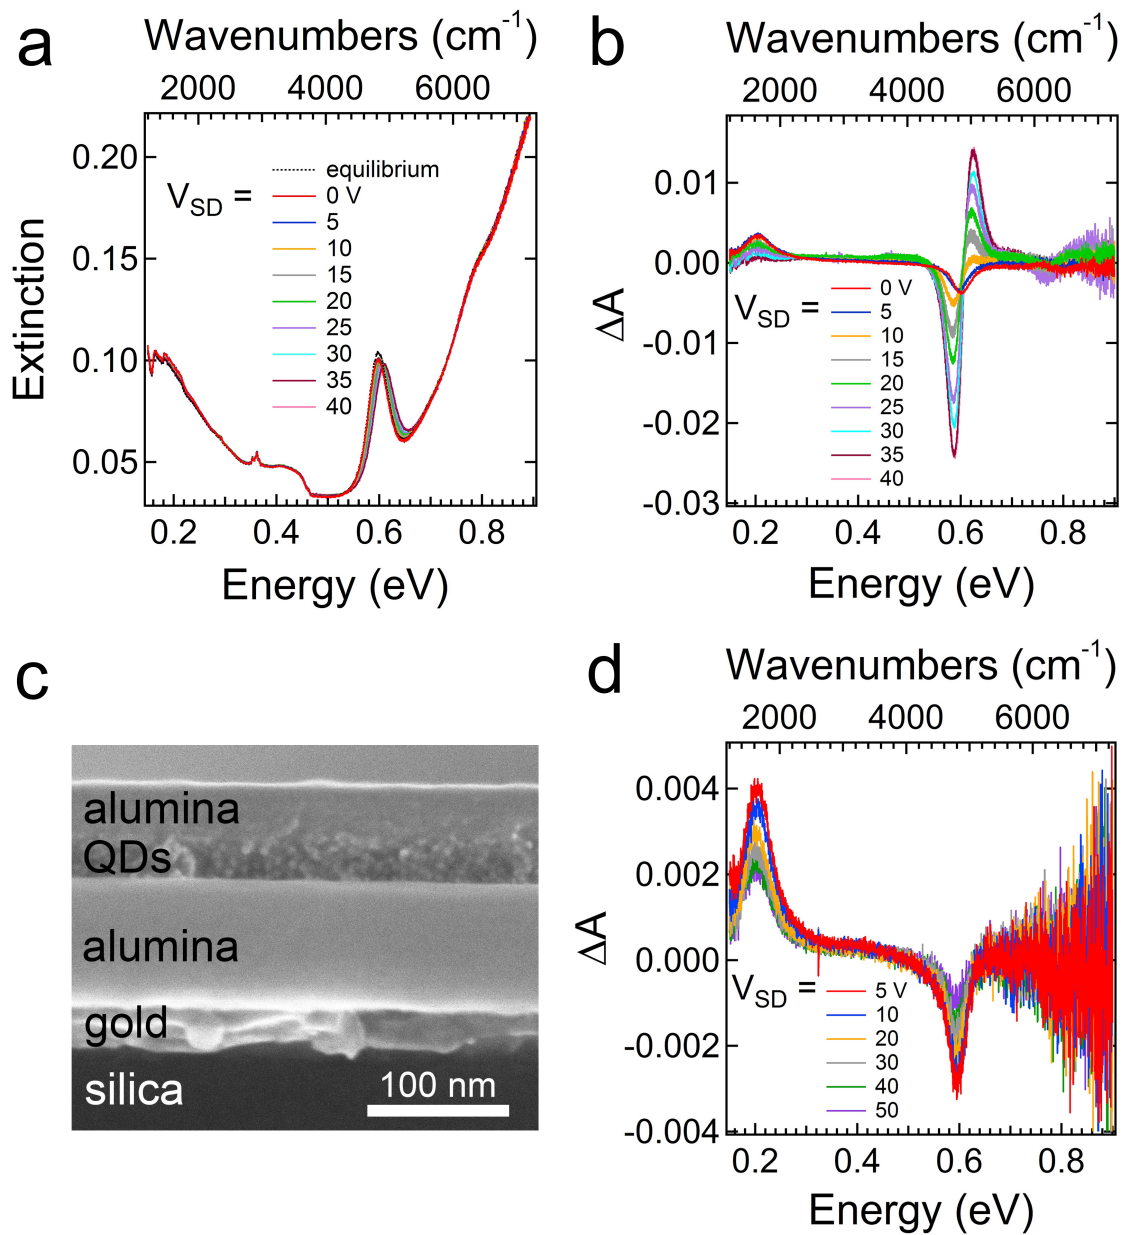 a
Wavenumbers (cm-1)
2000 4000 6000
0.20
0.15
0.10
0.05
Extinction
VSD =
equilibrium
0 V
5
10
15
20
25
30
35
40
0.2 0.4 0.6 0.8
Energy (eV)
b
Wavenumbers (cm-1)
2000 4000 6000
0.01
0.00
-0.01
-0.02
-0.03
ΔA
VSD =
0 V
5
10
15
20
25
30
35
40
0.2 0.4 0.6 0.8
Energy (eV)
c
alumina
QDs
alumina
gold
silica
100 nm
d
Wavenumbers (cm-1)
2000 4000 6000
0.004
0.002
0.000
-0.002
-0.004
ΔA
VSD =
5 V
10
20
30
40
50
0.2 0.4 0.6 0.8
Energy (eV)